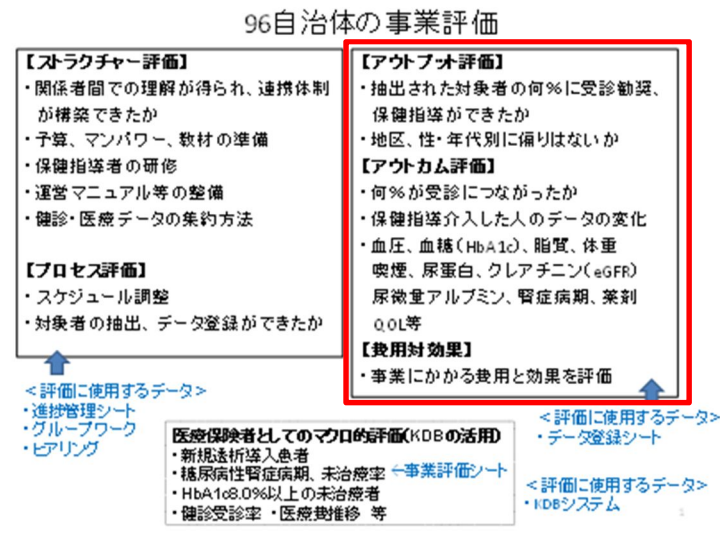 96自治体の事業評価
【ストラクチャー評価】
・関係者間での理解が得られ、連携体制
が構築できたか
・子算、マンパワー、教材の準備
・保健指導者の研修
・運営マニュアル等の整備
・健診・医療データの集約方法
【プロセス評価】
・スケジュール調整
・対象者の抽出、データ登録ができたか
<評価に使用するデータ>
・進捗管理シート
・グループワーク
・ヒアリング
【アウトプット評価】
・抽出された対象者の何%に受診勧奨、
保健指導ができたか
・地区、性・年代別に偏りはないか
【アウトカム評価】
・何%が受診につながったか
・保健指導介入した人のデータの変化
・血圧、血糖(HbA1c)、脂質、体重
喫煙、尿蛋白、クレアチニン(eGFR)
尿微量アルブミン、腎症病期、薬剤
QOL等
【費用対効果】
・事業にかかる費用と効果を評価
<評価に使用するデータ>
・データ登録シート
医療保険者としてのマクロ的評価(KDBの活用)
・新規透析導入患者
・糖尿病性腎症病期、未治療率 ←事業評価シート
・HbA1c8.0%以上の未治療者
・健診受診率 ・医療費推移 等
<評価に使用するデータ>
・KDBシステム